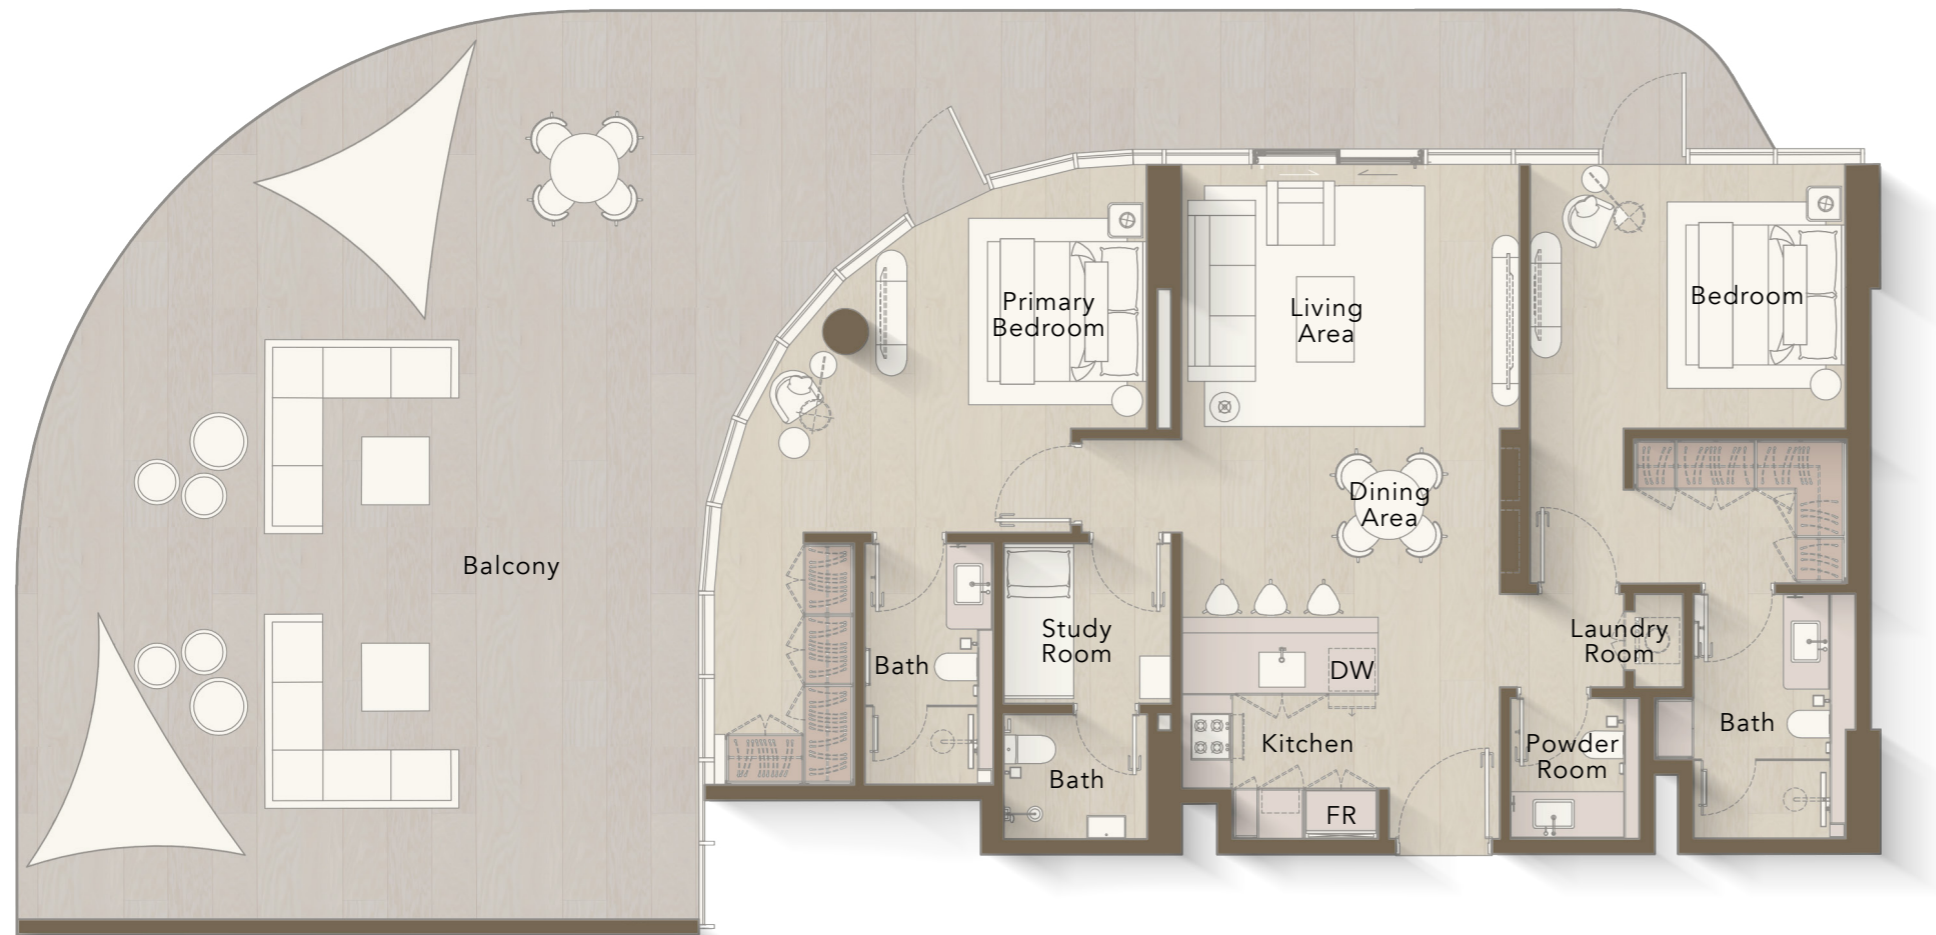 Primary
Bedroom
Living
Area
Bedroom
Dining
Area
Balcony
Bath
Study
Room
DW
Laundry
Room
Bath
Kitchen
Powder
Room
Bath
FR